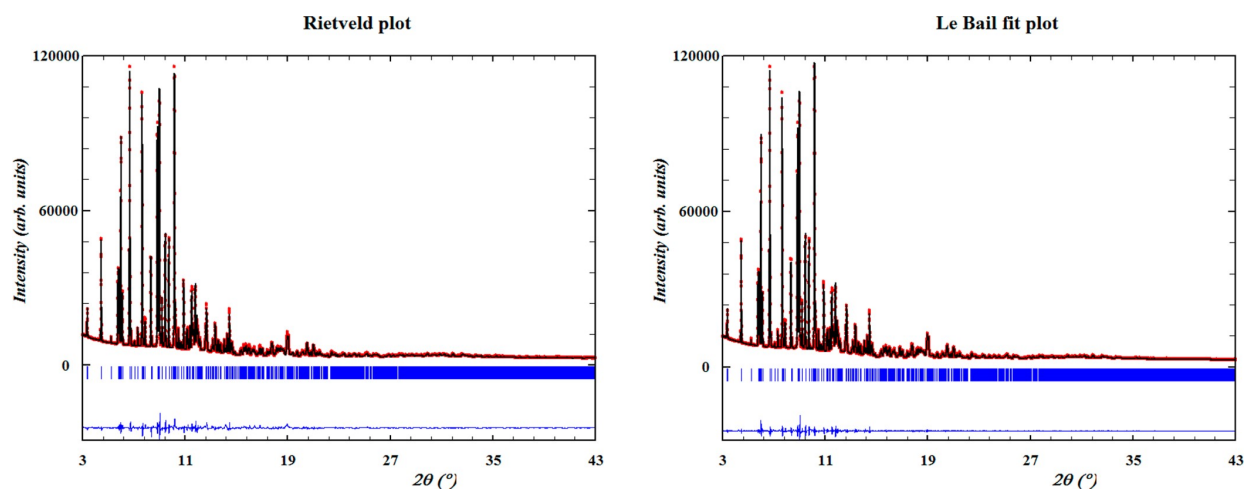 Rietveld plot
120000
60000
0
Intensity (arb. units)
3 11 19 27 35 43
2θ (º)
Le Bail fit plot
120000
60000
0
Intensity (arb. units)
3 11 19 27 35 43
2θ (º)